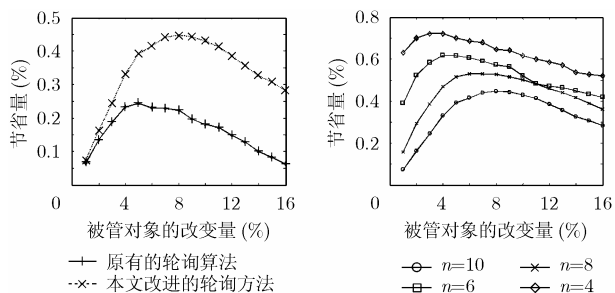 0.5
0.4
0.3
0.2
0.1
节省量 (%)
0 4 8 12 16
被管对象的改变量 (%)
原有的轮询算法
本文改进的轮询方法
0.8
0.6
0.4
0.2
节省量 (%)
0 4 8 12 16
被管对象的改变量 (%)
n=10 n=8
n=6 n=4